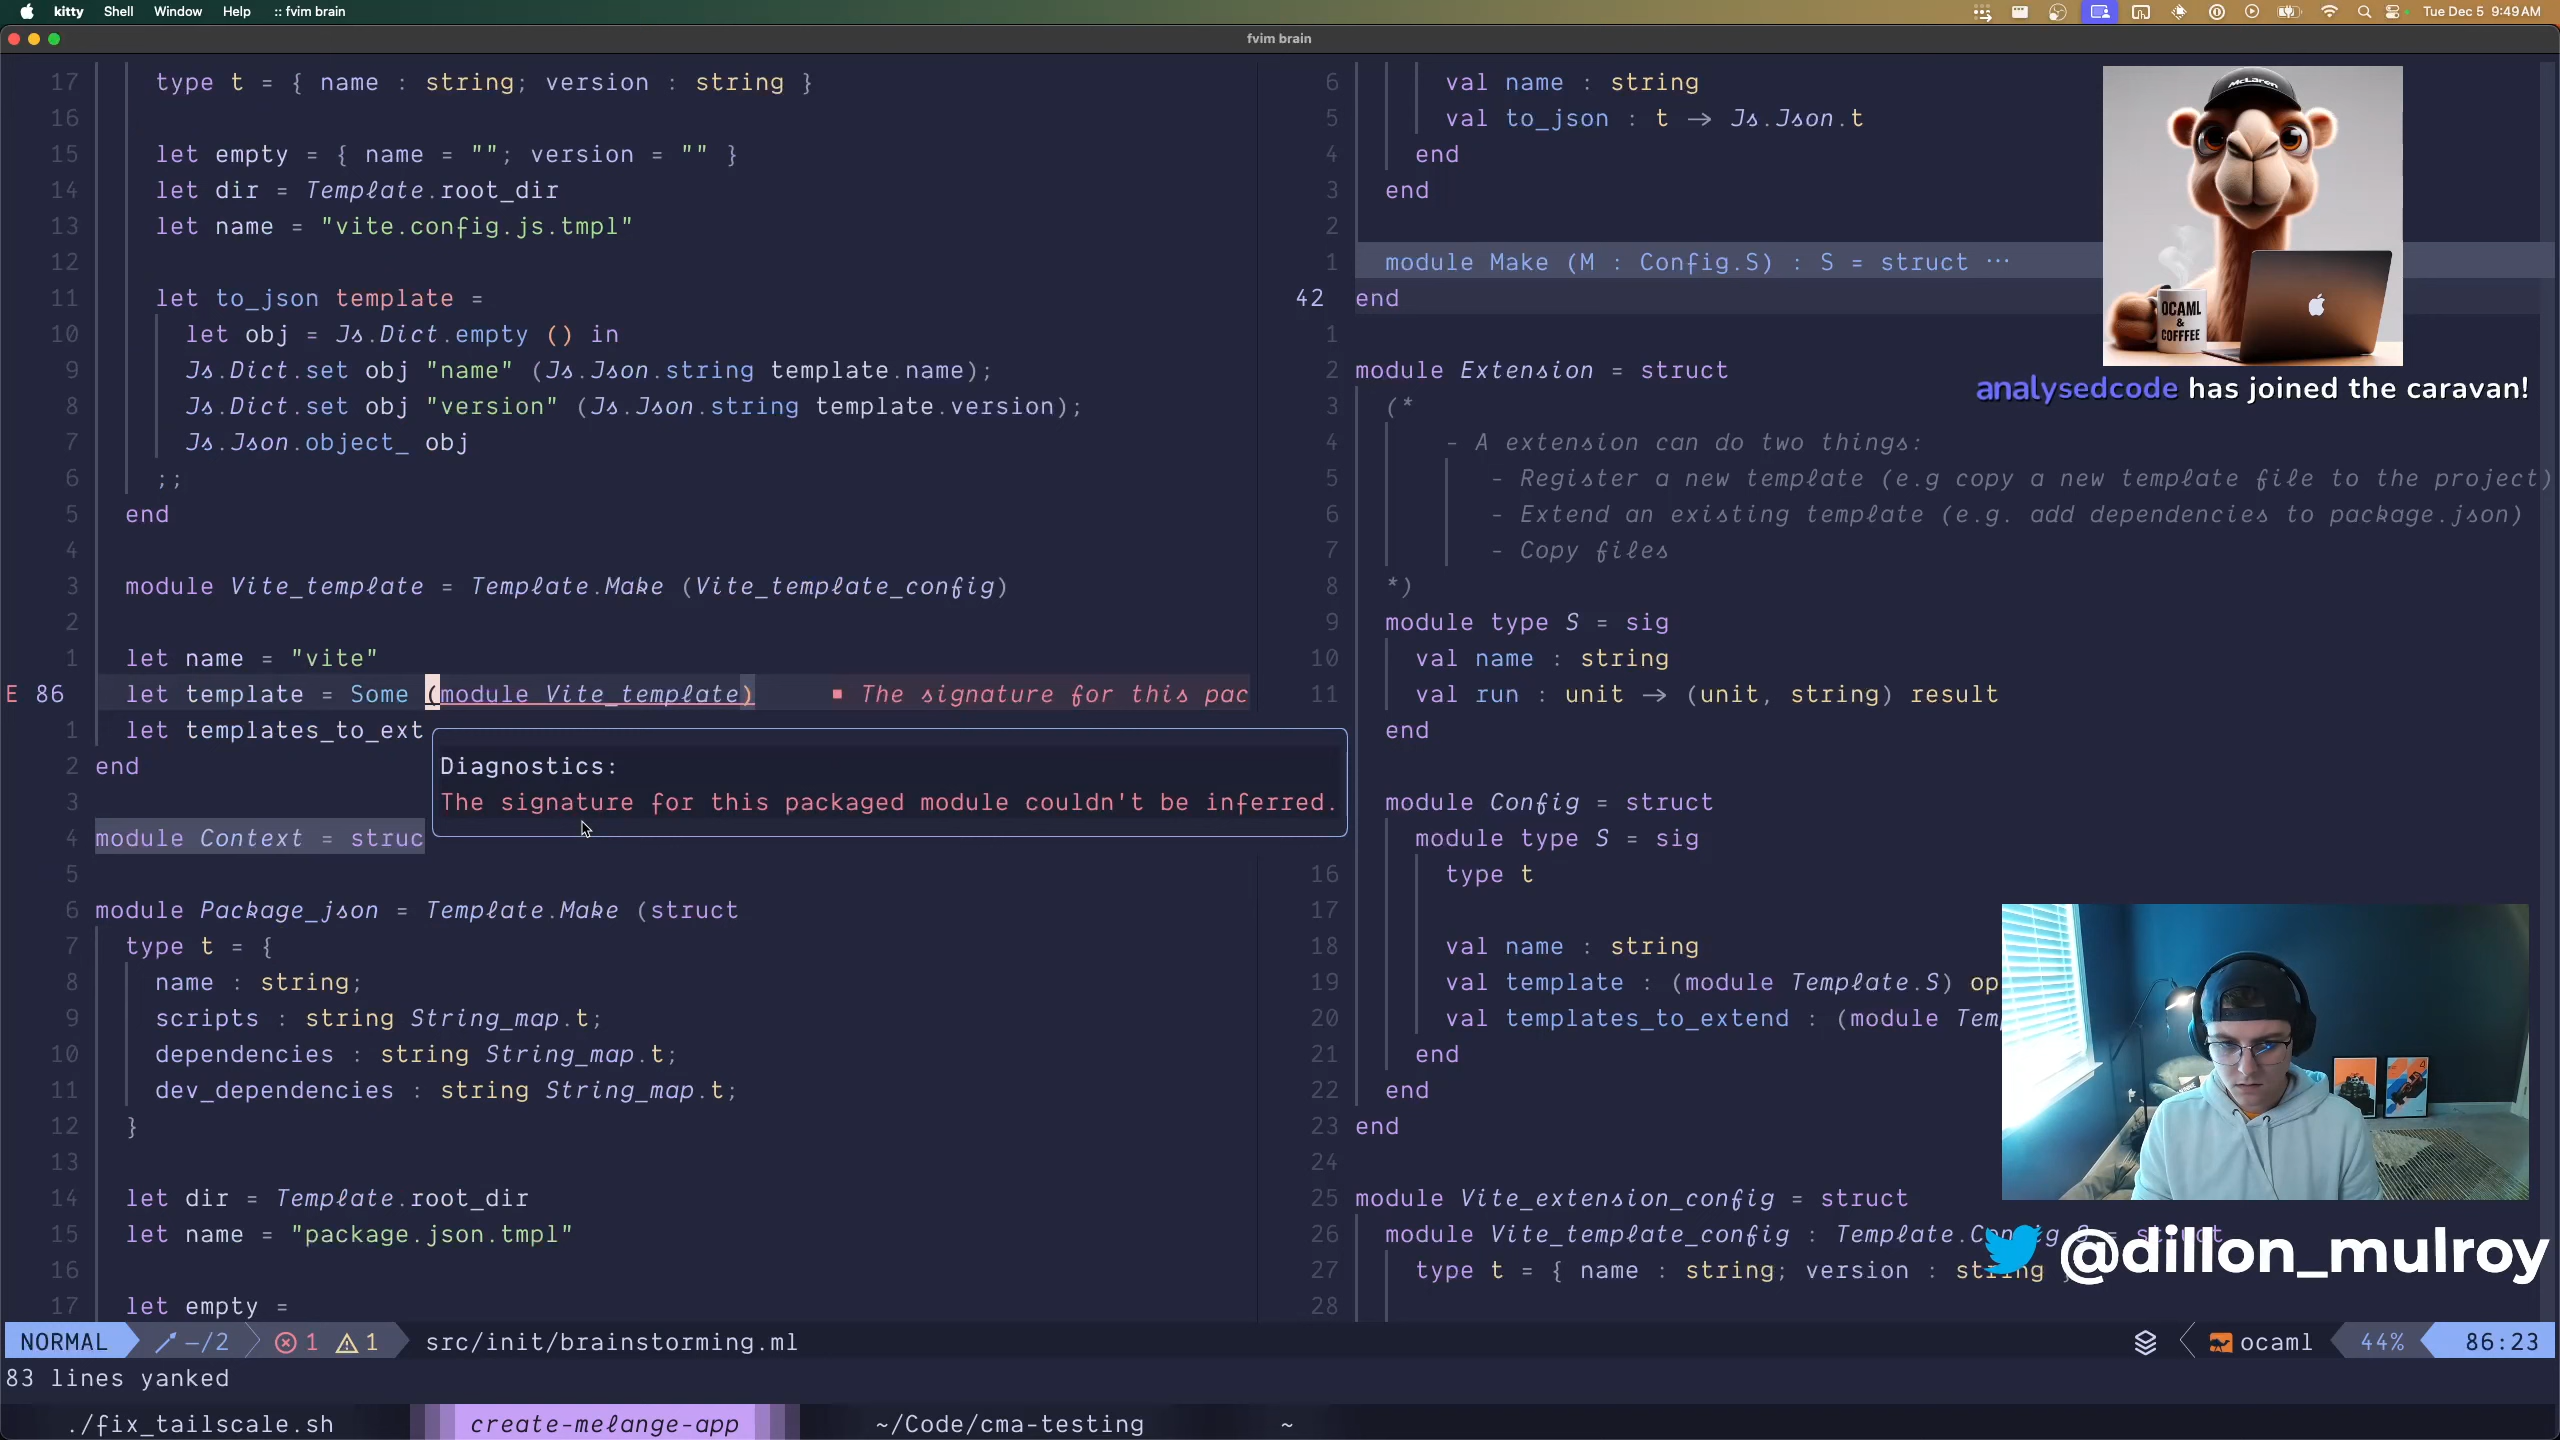 kitty Shell Window Help :: fvim brain
Tue Dec 5 9:49 AM
fvim brain
17 type t = { name : string; version : string }
16
15 let empty = { name = ""; version = "" }
14 let dir = Template.root_dir
13 let name = "vite.config.js.tmpl"
12
11 let to_json template =
10 let obj = Js.Dict.empty () in
9 Js.Dict.set obj "name" (Js.Json.string template.name);
8 Js.Dict.set obj "version" (Js.Json.string template.version);
7 Js.Json.object_ obj
6 ;;
5 end
4
3 module Vite_template = Template.Make (Vite_template_config)
2
1 let name = "vite"
E 86 let template = Some (module Vite_template) ▪ The signature for this pac
1 let templates_to_ext
2 end
3
4 module Context = struc
5
6 module Package_json = Template.Make (struct
7 type t = {
8 name : string;
9 scripts : string String_map.t;
10 dependencies : string String_map.t;
11 dev_dependencies : string String_map.t;
12 }
13
14 let dir = Template.root_dir
15 let name = "package.json.tmpl"
16
17 let empty =
Diagnostics:
The signature for this packaged module couldn't be inferred.
6 val name : string
5 val to_json : t → Js.Json.t
4 end
3 end
2
1 module Make (M : Config.S) : S = struct ···
42 end
1
2 module Extension = struct
3 (*
4 - A extension can do two things:
5 - Register a new template (e.g copy a new template file to the project)
6 - Extend an existing template (e.g. add dependencies to package.json)
7 - Copy files
8 *)
9 module type S = sig
10 val name : string
11 val run : unit → (unit, string) result
end
module Config = struct
module type S = sig
16 type t
17
18 val name : string
19 val template : (module Template.S) op
20 val templates_to_extend : (module Tem
21 end
22 end
23 end
24
25 module Vite_extension_config = struct
26 module Vite_template_config : Template.Config.S = struct
27 type t = { name : string; version : string }
28
McLaren
OCAML
&
COFFFEE
analysedcode has joined the caravan!
@dillon_mulroy
NORMAL –/2 1 1 src/init/brainstorming.ml ocaml 44% 86:23
83 lines yanked
./fix_tailscale.sh create-melange-app ~/Code/cma-testing ~